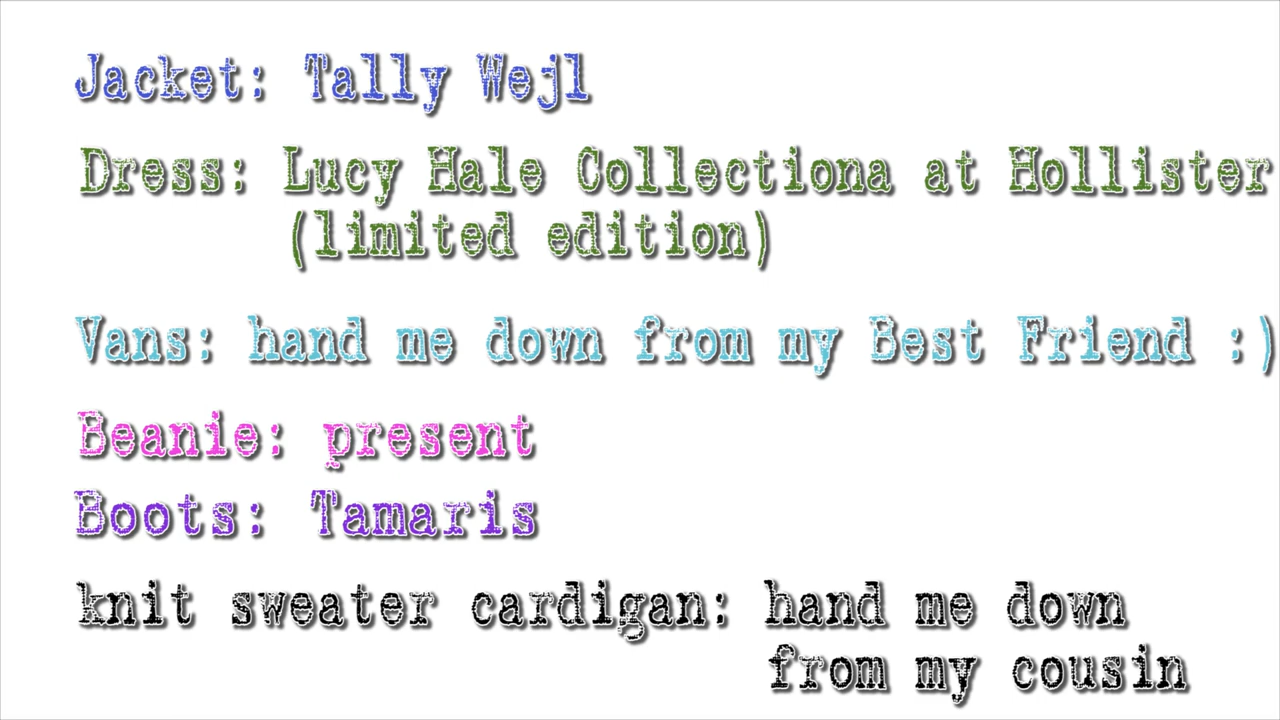 Jacket: Tally Wejl
Dress: Lucy Hale Collectiona at Hollister
(limited edition)
Vans: hand me down from my Best Friend :)
Beanie: present
Boots: Tamaris
knit sweater cardigan: hand me down
from my cousin